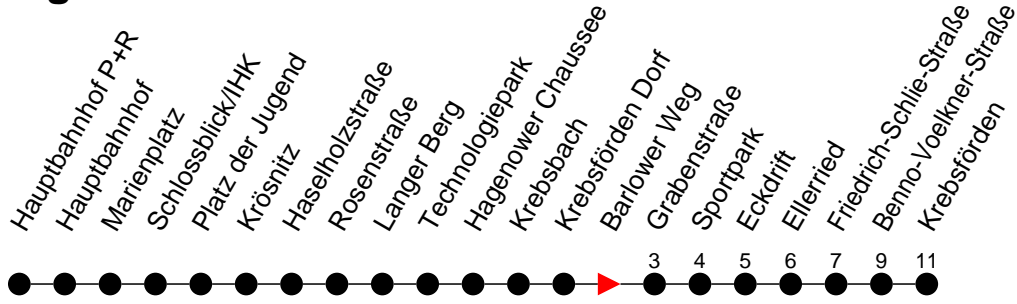 Hauptbahnhof P+R
Hauptbahnhof
Marienplatz
Schlossblick/IHK
Platz der Jugend
Krösnitz
Haselholzstraße
Rosenstraße
Langer Berg
Technologiepark
Hagenower Chaussee
Krebsbach
Krebsförden Dorf
Barlower Weg
Grabenstraße
Sportpark
Eckdrift
Ellerried
Friedrich-Schlie-Straße
Benno-Voelkner-Straße
Krebsförden
3 4 5 6 7 9 11